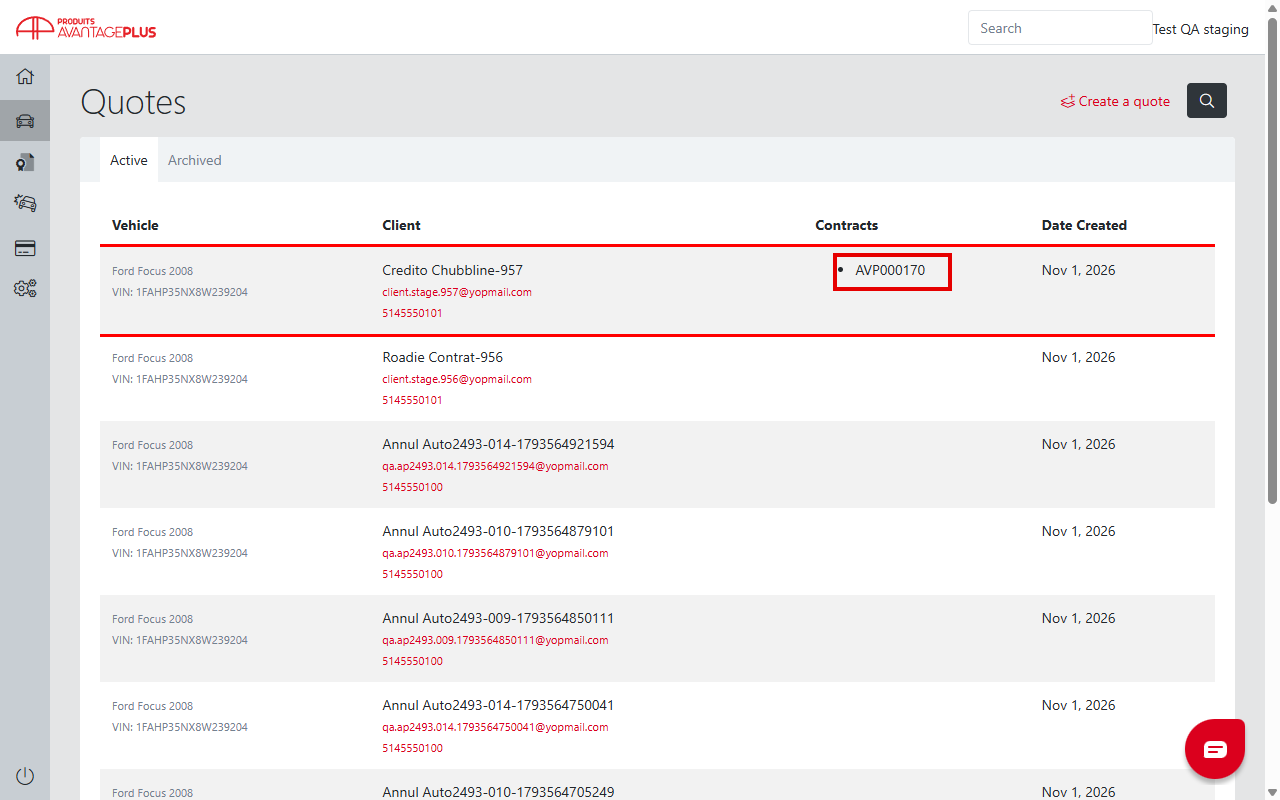 PRODUITS
AVANTAGEPLUS
Search
Test QA staging
Quotes
Create a quote
Active
Archived
Vehicle
Client
Contracts
Date Created
Ford Focus 2008
VIN: 1FAHP35NX8W239204
Credito Chubbline-957
client.stage.957@yopmail.com
5145550101
• AVP000170
Nov 1, 2026
Ford Focus 2008
VIN: 1FAHP35NX8W239204
Roadie Contrat-956
client.stage.956@yopmail.com
5145550101
Nov 1, 2026
Ford Focus 2008
VIN: 1FAHP35NX8W239204
Annul Auto2493-014-1793564921594
qa.ap2493.014.1793564921594@yopmail.com
5145550100
Nov 1, 2026
Ford Focus 2008
VIN: 1FAHP35NX8W239204
Annul Auto2493-010-1793564879101
qa.ap2493.010.1793564879101@yopmail.com
5145550100
Nov 1, 2026
Ford Focus 2008
VIN: 1FAHP35NX8W239204
Annul Auto2493-009-1793564850111
qa.ap2493.009.1793564850111@yopmail.com
5145550100
Nov 1, 2026
Ford Focus 2008
VIN: 1FAHP35NX8W239204
Annul Auto2493-014-1793564750041
qa.ap2493.014.1793564750041@yopmail.com
5145550100
Nov 1, 2026
Ford Focus 2008
Annul Auto2493-010-1793564705249
Nov 1, 2026